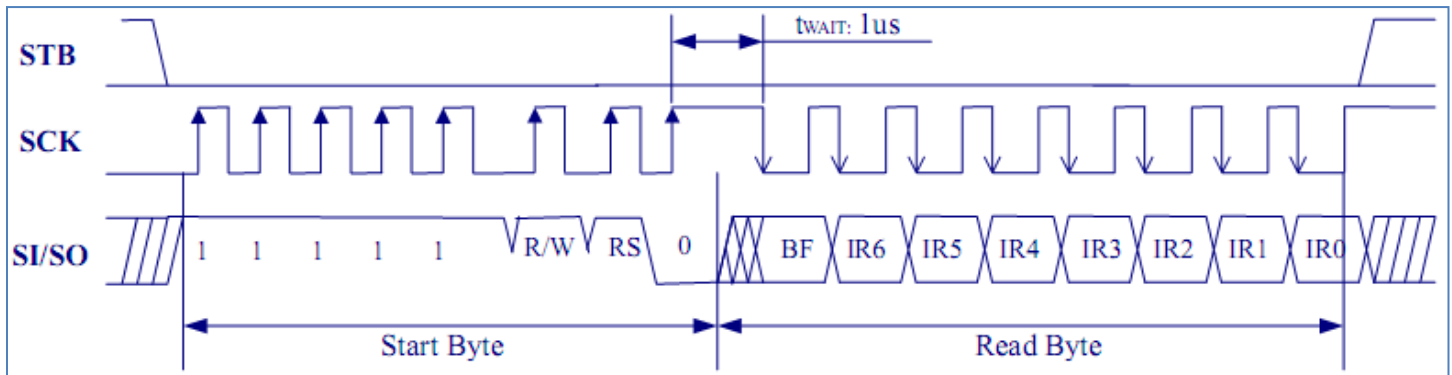 tWAIT: 1us
STB
SCK
SI/SO 1 1 1 1 1 R/W RS 0 BF IR6 IR5 IR4 IR3 IR2 IR1 IR0
Start Byte Read Byte